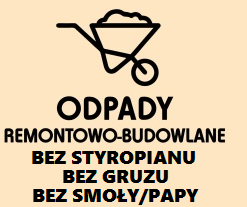 ODPADY
REMONTOWO-BUDOWLANE
BEZ STYROPIANU
BEZ GRUZU
BEZ SMOŁY/PAPY